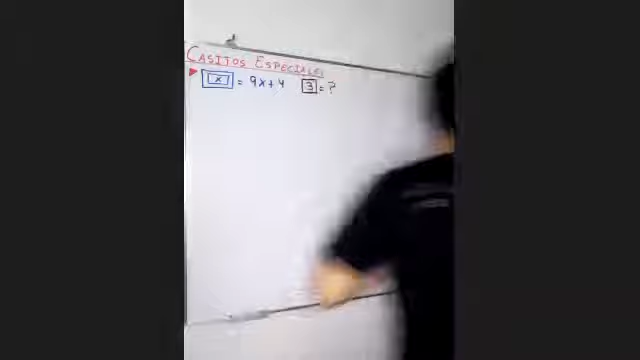 CASITOS ESPECIALES
x = 9x+4 3 = ?